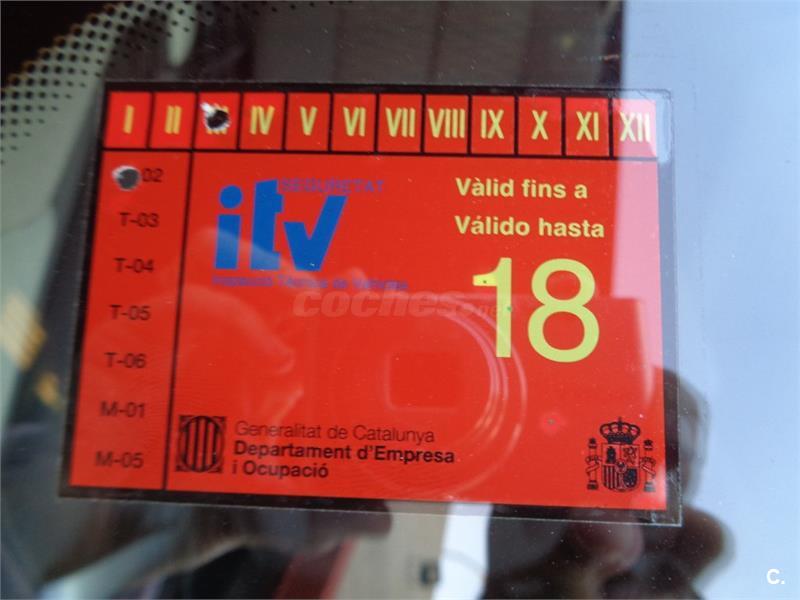 I II IV V VI VII VIII IX X XI XII
02
T-03
T-04
T-05
T-06
M-01
M-05
SEGURETAT
itv
Inspecció Tècnica de Vehicles
Vàlid fins a
Válido hasta
18
coches.net
Generalitat de Catalunya
Departament d'Empresa
i Ocupació
C.